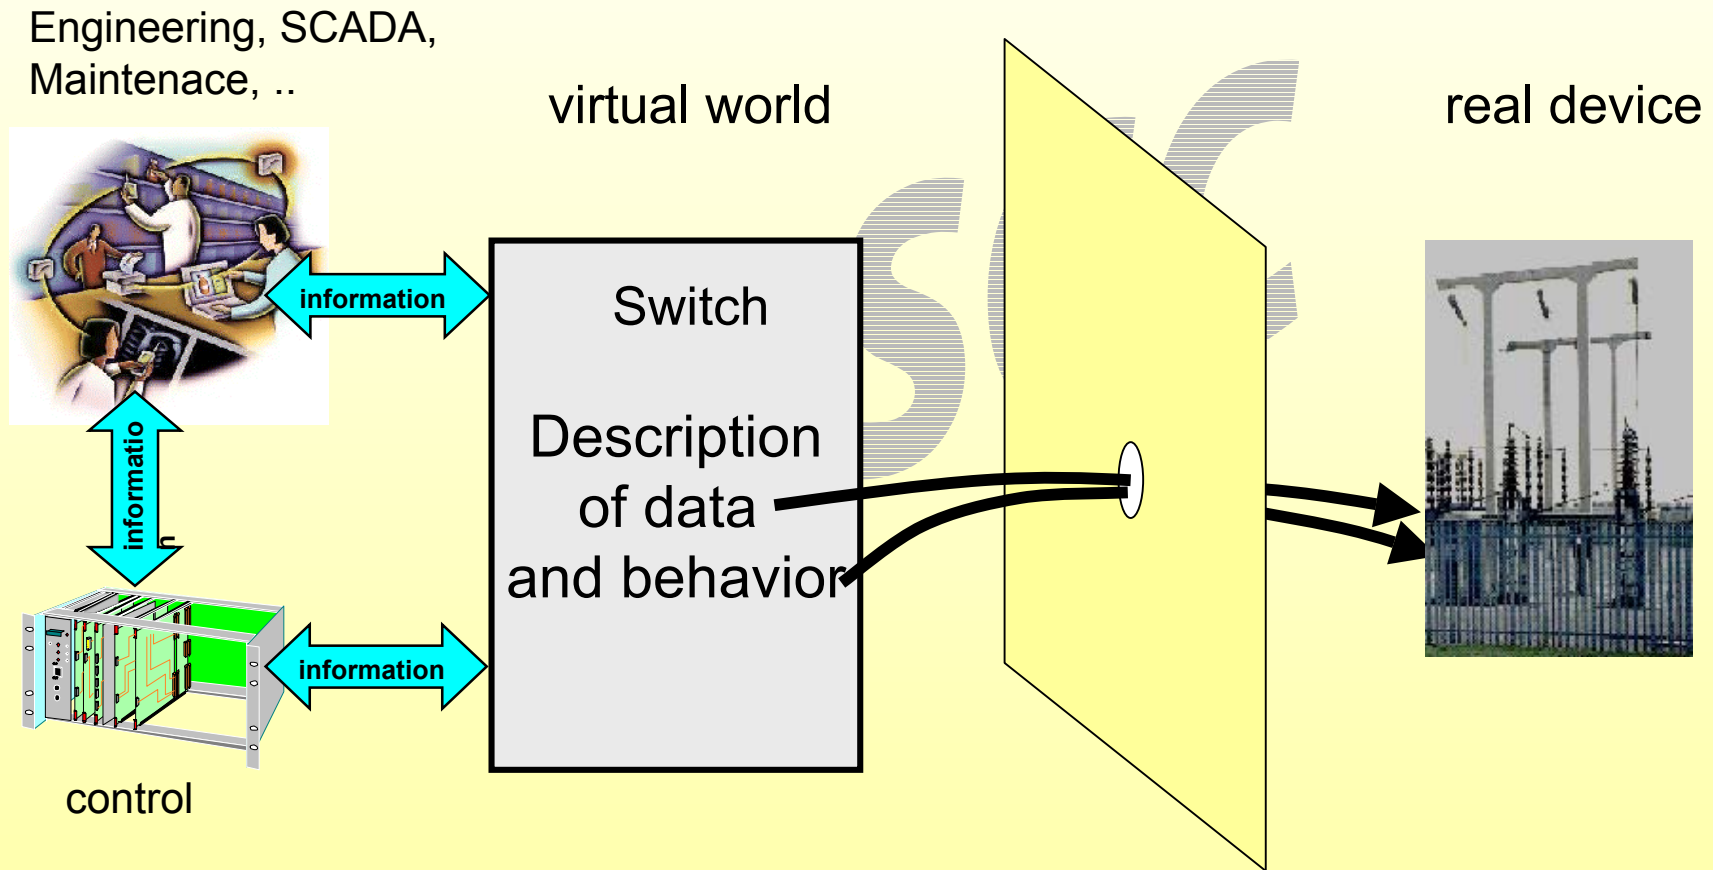 Engineering, SCADA,
Maintenace, ..
virtual world
real device
information
Switch
Description
of data
and behavior
informatio
n
information
control